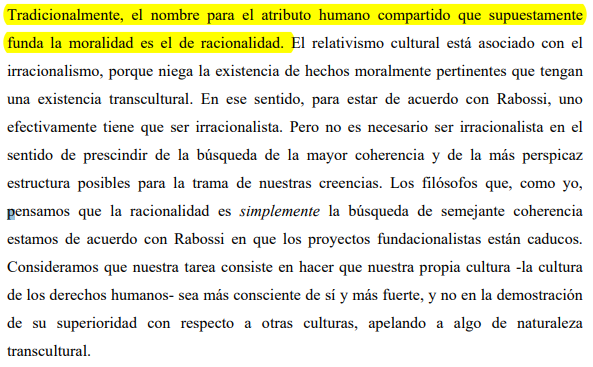 Tradicionalmente, el nombre para el atributo humano compartido que supuestamente
funda la moralidad es el de racionalidad. El relativismo cultural está asociado con el
irracionalismo, porque niega la existencia de hechos moralmente pertinentes que tengan
una existencia transcultural. En ese sentido, para estar de acuerdo con Rabossi, uno
efectivamente tiene que ser irracionalista. Pero no es necesario ser irracionalista en el
sentido de prescindir de la búsqueda de la mayor coherencia y de la más perspicaz
estructura posibles para la trama de nuestras creencias. Los filósofos que, como yo,
pensamos que la racionalidad es simplemente la búsqueda de semejante coherencia
estamos de acuerdo con Rabossi en que los proyectos fundacionalistas están caducos.
Consideramos que nuestra tarea consiste en hacer que nuestra propia cultura -la cultura
de los derechos humanos- sea más consciente de sí y más fuerte, y no en la demostración
de su superioridad con respecto a otras culturas, apelando a algo de naturaleza
transcultural.